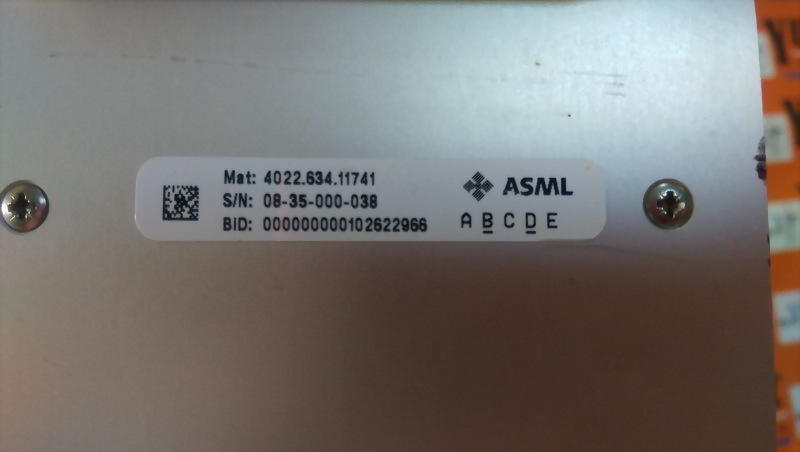 Mat: 4022.634.11741
S/N: 08-35-000-038
BID: 000000000102622966
ASML
A B C D E